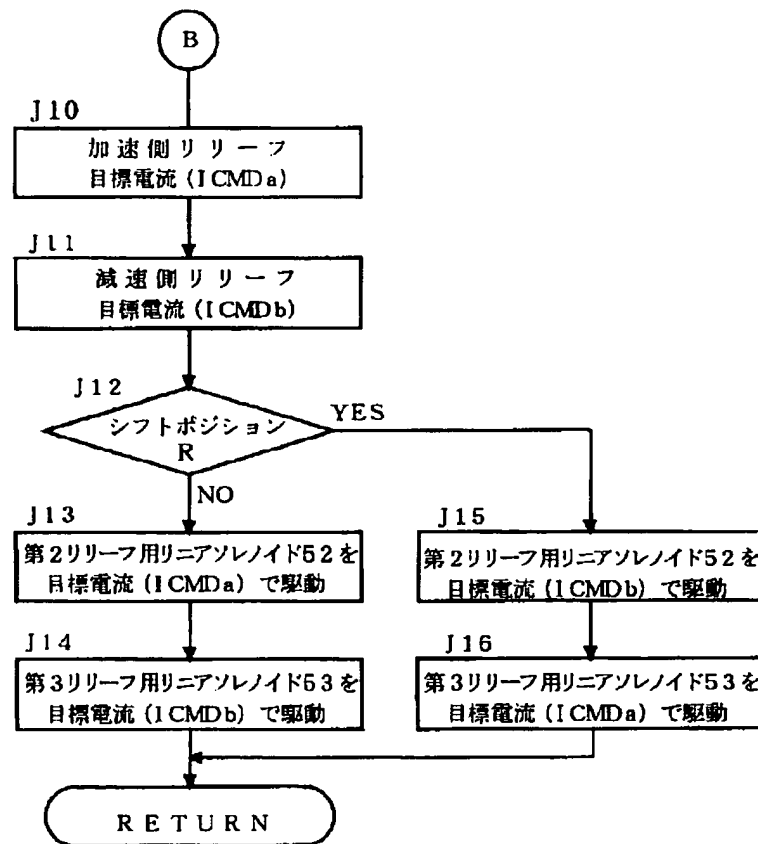 B
J10
加速側リリーフ
目標電流(ICMDa)
J11
減速側リリーフ
目標電流(ICMDb)
J12
シフトポジション
R
YES
NO
J13
第2リリーフ用リニアソレノイド52を
目標電流(ICMDa)で駆動
J14
第3リリーフ用リニアソレノイド53を
目標電流(ICMDb)で駆動
J15
第2リリーフ用リニアソレノイド52を
目標電流(ICMDb)で駆動
J16
第3リリーフ用リニアソレノイド53を
目標電流(ICMDa)で駆動
RETURN